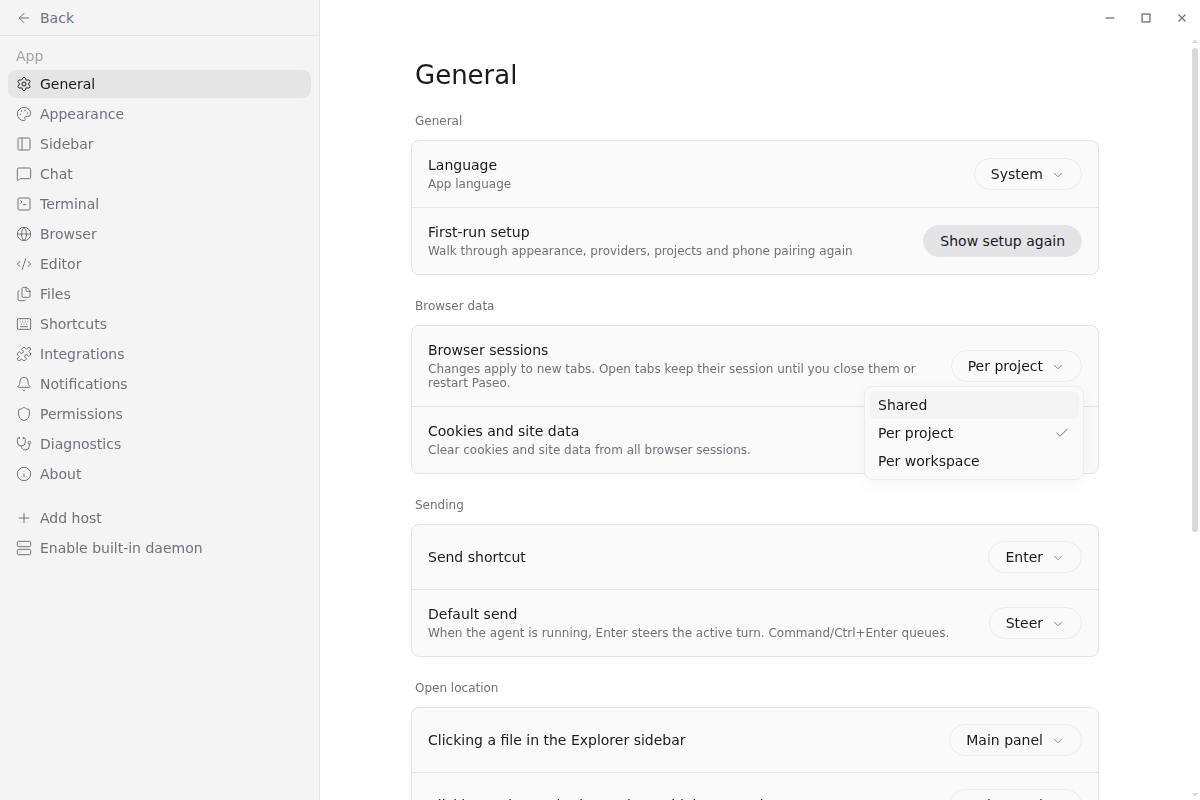 Back
App
General
Appearance
Sidebar
Chat
Terminal
Browser
Editor
Files
Shortcuts
Integrations
Notifications
Permissions
Diagnostics
About
Add host
Enable built-in daemon
General
General
Language
App language
System
First-run setup
Walk through appearance, providers, projects and phone pairing again
Show setup again
Browser data
Browser sessions
Changes apply to new tabs. Open tabs keep their session until you close them or
restart Paseo.
Per project
Shared
Per project
Per workspace
Cookies and site data
Clear cookies and site data from all browser sessions.
Sending
Send shortcut
Enter
Default send
When the agent is running, Enter steers the active turn. Command/Ctrl+Enter queues.
Steer
Open location
Clicking a file in the Explorer sidebar
Main panel